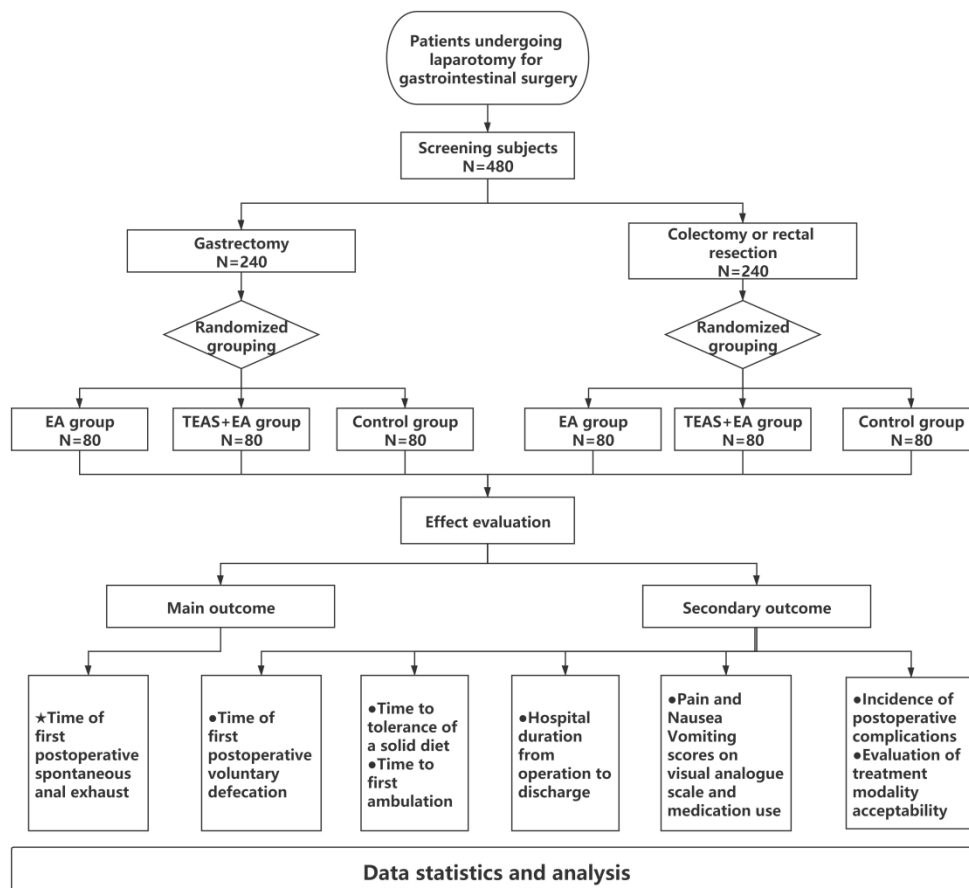 Patients undergoing
laparotomy for
gastrointestinal surgery
Screening subjects
N=480
Gastrectomy
N=240
Colectomy or rectal
resection
N=240
Randomized
grouping
Randomized
grouping
EA group
N=80
TEAS+EA group
N=80
Control group
N=80
EA group
N=80
TEAS+EA group
N=80
Control group
N=80
Effect evaluation
Main outcome
Secondary outcome
★Time of
first
postoperative
spontaneous
anal exhaust
●Time of
first
postoperative
voluntary
defecation
●Time to
tolerance of
a solid diet
●Time to
first
ambulation
●Hospital
duration
from
operation to
discharge
●Pain and
Nausea
Vomiting
scores on
visual analogue
scale and
medication use
●Incidence of
postoperative
complications
●Evaluation of
treatment
modality
acceptability
Data statistics and analysis